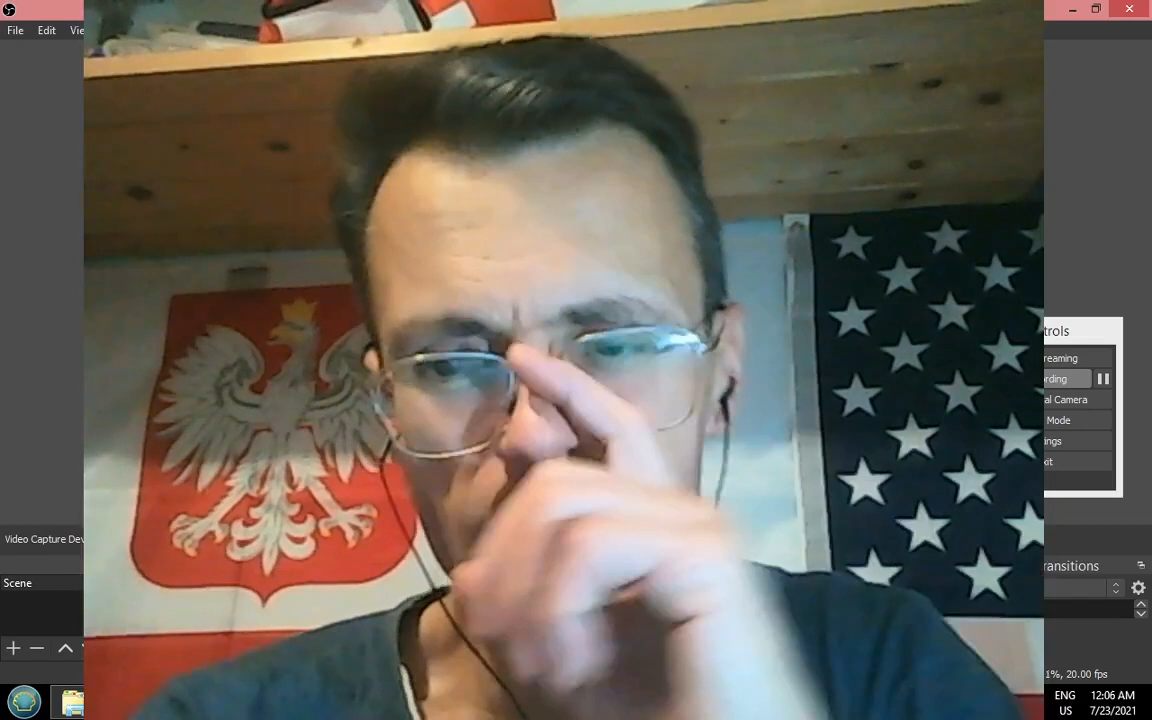 File Edit Vie
trols
reaming
rding
al Camera
Mode
ings
xit
Video Capture Dev
Scene
ransitions
1%, 20.00 fps
ENG 12:06 AM
US 7/23/2021